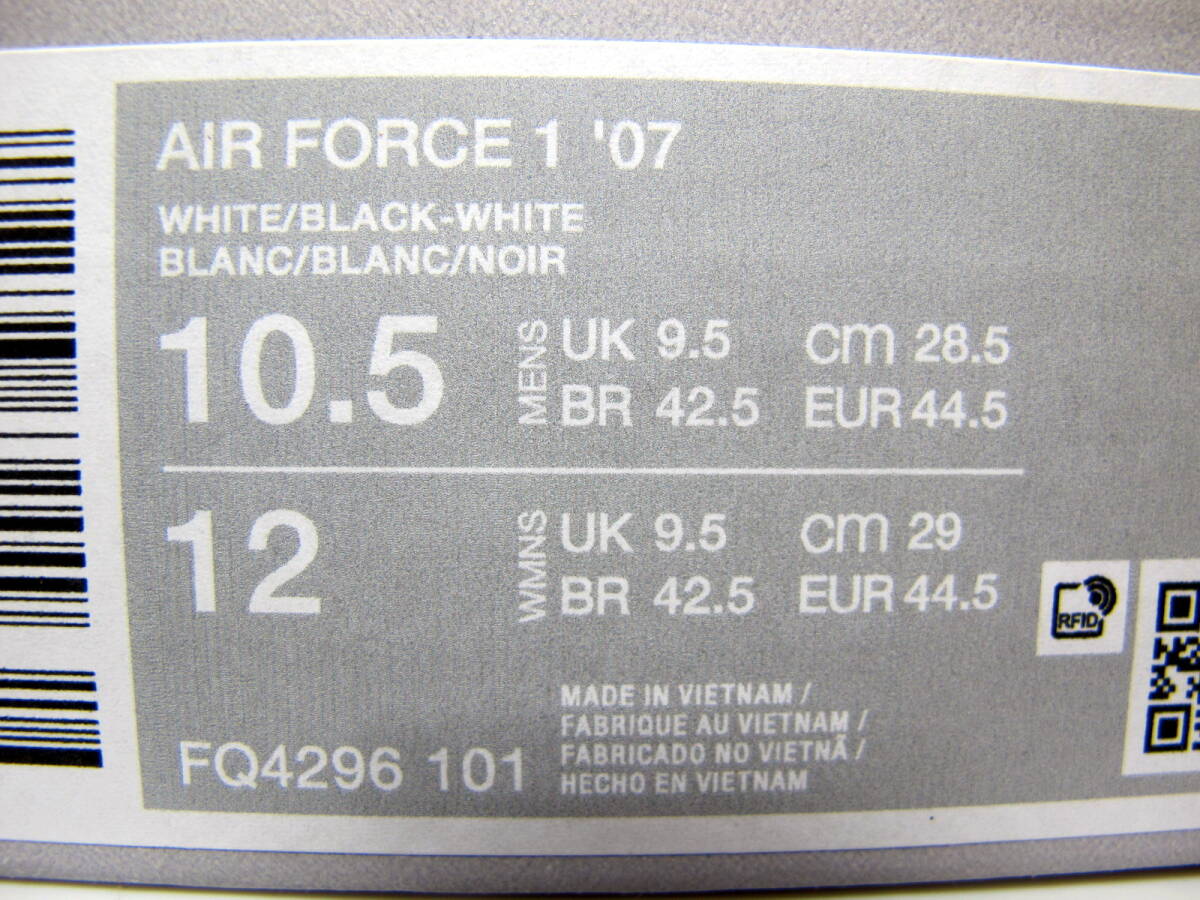 AIR FORCE 1 '07
WHITE/BLACK-WHITE
BLANC/BLANC/NOIR
10.5 MENS UK 9.5 cm 28.5
BR 42.5 EUR 44.5
12 WMNS UK 9.5 cm 29
BR 42.5 EUR 44.5
RFID
MADE IN VIETNAM /
FABRIQUE AU VIETNAM /
FABRICADO NO VIETNÃ /
HECHO EN VIETNAM
FQ4296 101